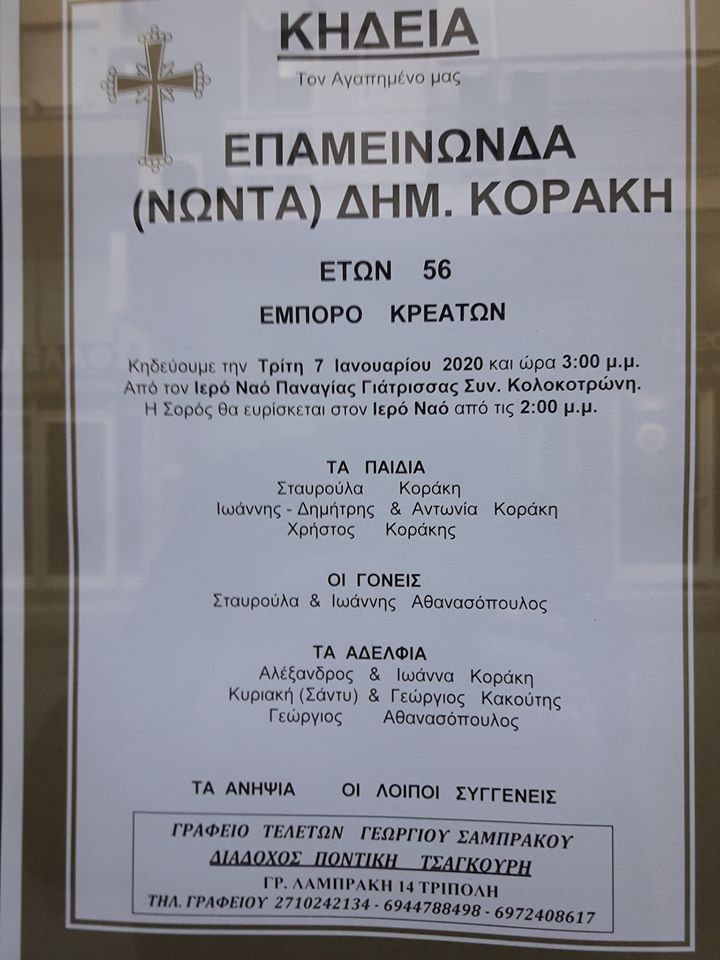 ΚΗΔΕΙΑ
Τον Αγαπημένο μας
ΕΠΑΜΕΙΝΩΝΔΑ
(ΝΩΝΤΑ) ΔΗΜ. ΚΟΡΑΚΗ
ΕΤΩΝ 56
ΕΜΠΟΡΟ ΚΡΕΑΤΩΝ
Κηδεύουμε την Τρίτη 7 Ιανουαρίου 2020 και ώρα 3:00 μ.μ.
Από τον Ιερό Ναό Παναγίας Γιάτρισσας Συν. Κολοκοτρώνη.
Η Σορός θα ευρίσκεται στον Ιερό Ναό από τις 2:00 μ.μ.
ΤΑ ΠΑΙΔΙΑ
Σταυρούλα Κοράκη
Ιωάννης - Δημήτρης & Αντωνία Κοράκη
Χρήστος Κοράκης
ΟΙ ΓΟΝΕΙΣ
Σταυρούλα & Ιωάννης Αθανασόπουλος
ΤΑ ΑΔΕΛΦΙΑ
Αλέξανδρος & Ιωάννα Κοράκη
Κυριακή (Σάντυ) & Γεώργιος Κακούτης
Γεώργιος Αθανασόπουλος
ΤΑ ΑΝΗΨΙΑ ΟΙ ΛΟΙΠΟΙ ΣΥΓΓΕΝΕΙΣ
ΓΡΑΦΕΙΟ ΤΕΛΕΤΩΝ ΓΕΩΡΓΙΟΥ ΣΑΜΠΡΑΚΟΥ
ΔΙΑΔΟΧΟΣ ΠΟΝΤΙΚΗ ΤΣΑΓΚΟΥΡΗ
ΓΡ. ΛΑΜΠΡΑΚΗ 14 ΤΡΙΠΟΛΗ
ΤΗΛ. ΓΡΑΦΕΙΟΥ 2710242134 - 6944788498 - 6972408617